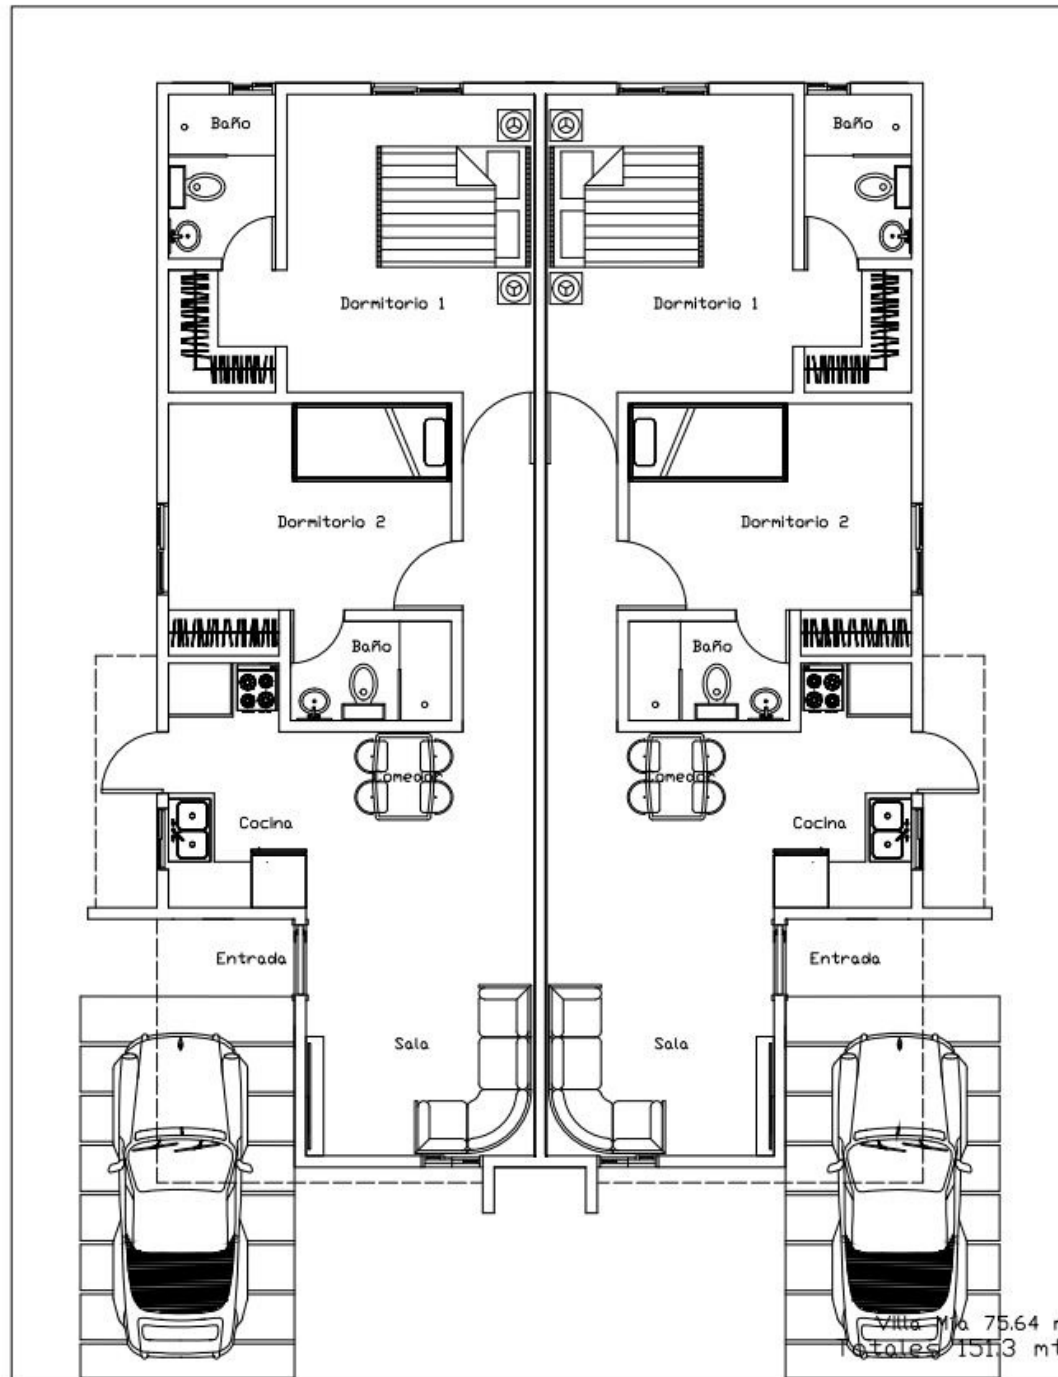 Baño
Baño
Dormitorio 1
Dormitorio 1
Dormitorio 2
Dormitorio 2
Baño
Baño
Comedor
Comedor
Cocina
Cocina
Entrada
Entrada
Sala
Sala
Villa Mia 75.64 m
Totales 151.3 mt